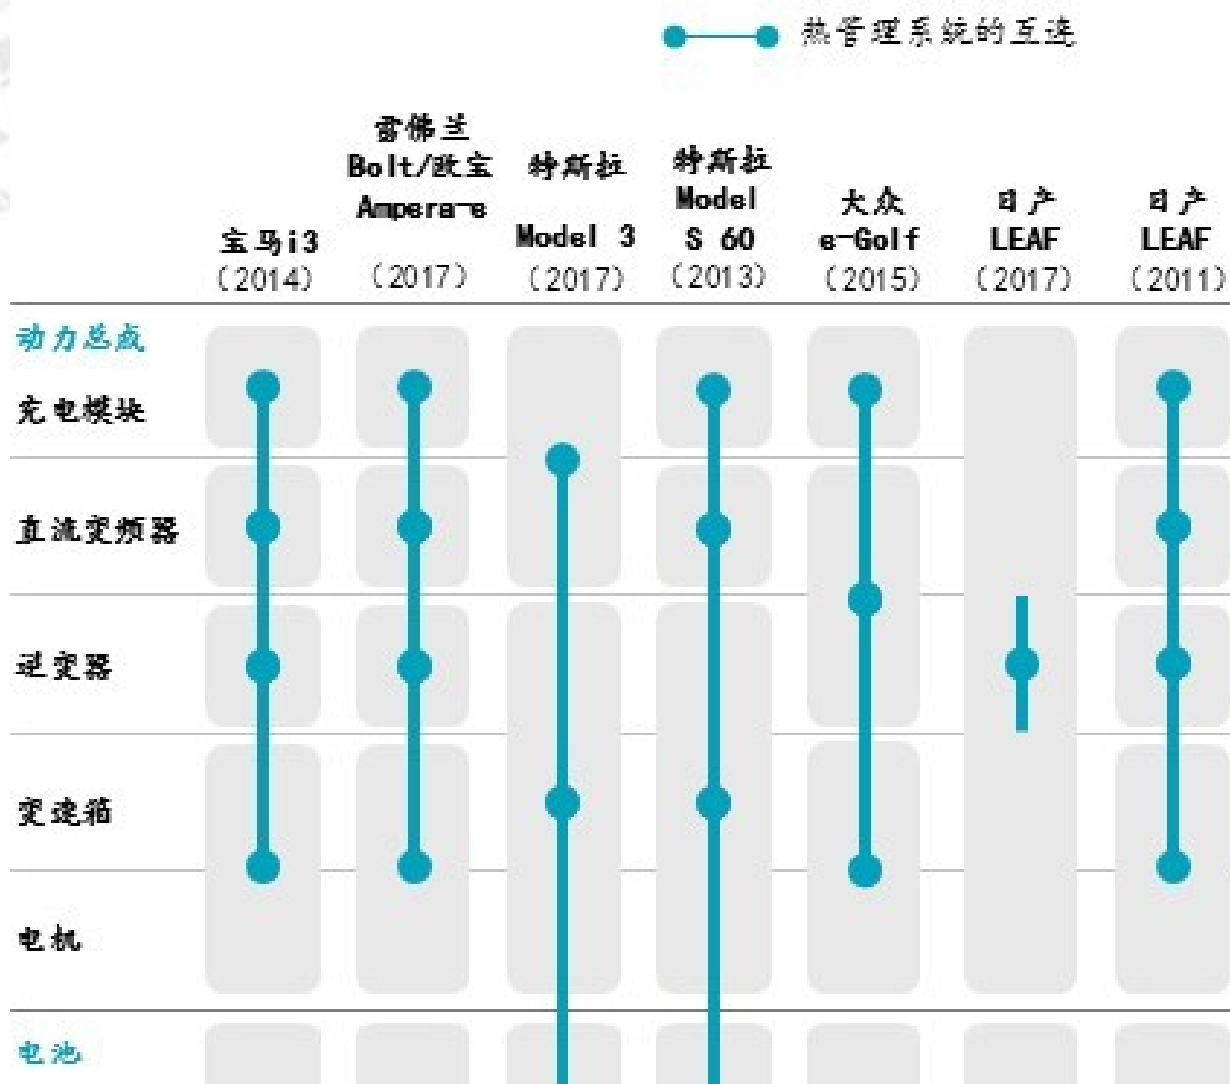 热管理系统的互连
宝马i3
（2014）
雪佛兰
Bolt/欧宝
Ampera-e
（2017）
特斯拉
Model 3
（2017）
特斯拉
Model
S 60
（2013）
大众
e-Golf
（2015）
日产
LEAF
（2017）
日产
LEAF
（2011）
动力总成
充电模块
直流变频器
逆变器
变速箱
电机
电池